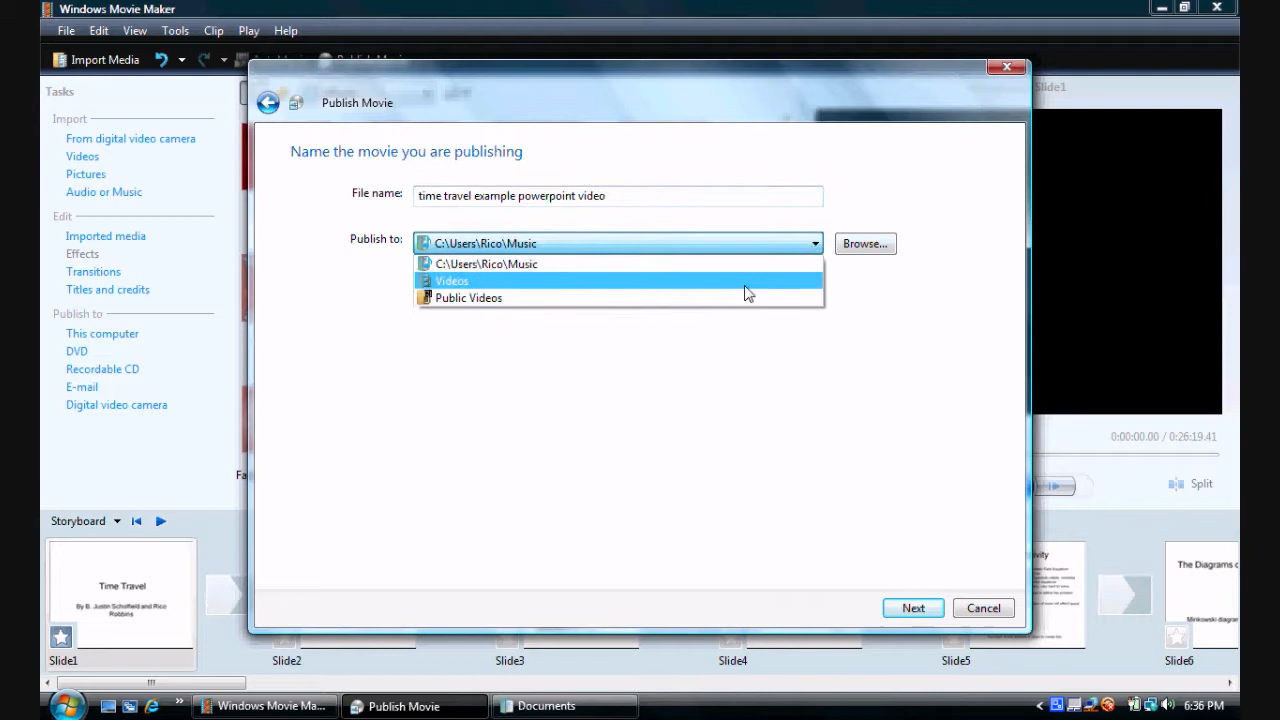 Windows Movie Maker
File Edit View Tools Clip Play Help
Import Media
Tasks
Slide1
Import
From digital video camera
Videos
Pictures
Audio or Music
Edit
Imported media
Effects
Transitions
Titles and credits
Publish to
This computer
DVD
Recordable CD
E-mail
Digital video camera
Publish Movie
Name the movie you are publishing
File name: time travel example powerpoint video
Publish to: C:\Users\Rico\Music Browse...
C:\Users\Rico\Music
Videos
Public Videos
Next Cancel
0:00:00.00 / 0:26:19.41
Split
Storyboard
Time Travel
By B. Justin Scholfield and Rico
Robbins
The Diagrams
Minkowski diagra
Slide1 Slide2 Slide3 Slide4 Slide5 Slide6
Windows Movie Ma... Publish Movie Documents 6:36 PM